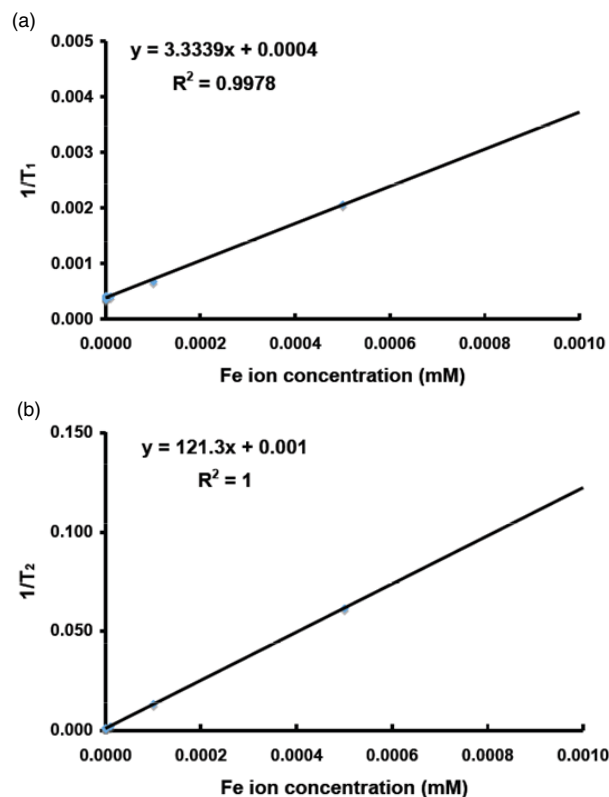 (a)
y = 3.3339x + 0.0004
R² = 0.9978
0.005
0.004
0.003
0.002
0.001
0.000
1/T₁
0.0000 0.0002 0.0004 0.0006 0.0008 0.0010
Fe ion concentration (mM)
(b)
y = 121.3x + 0.001
R² = 1
0.150
0.100
0.050
0.000
1/T₂
0.0000 0.0002 0.0004 0.0006 0.0008 0.0010
Fe ion concentration (mM)